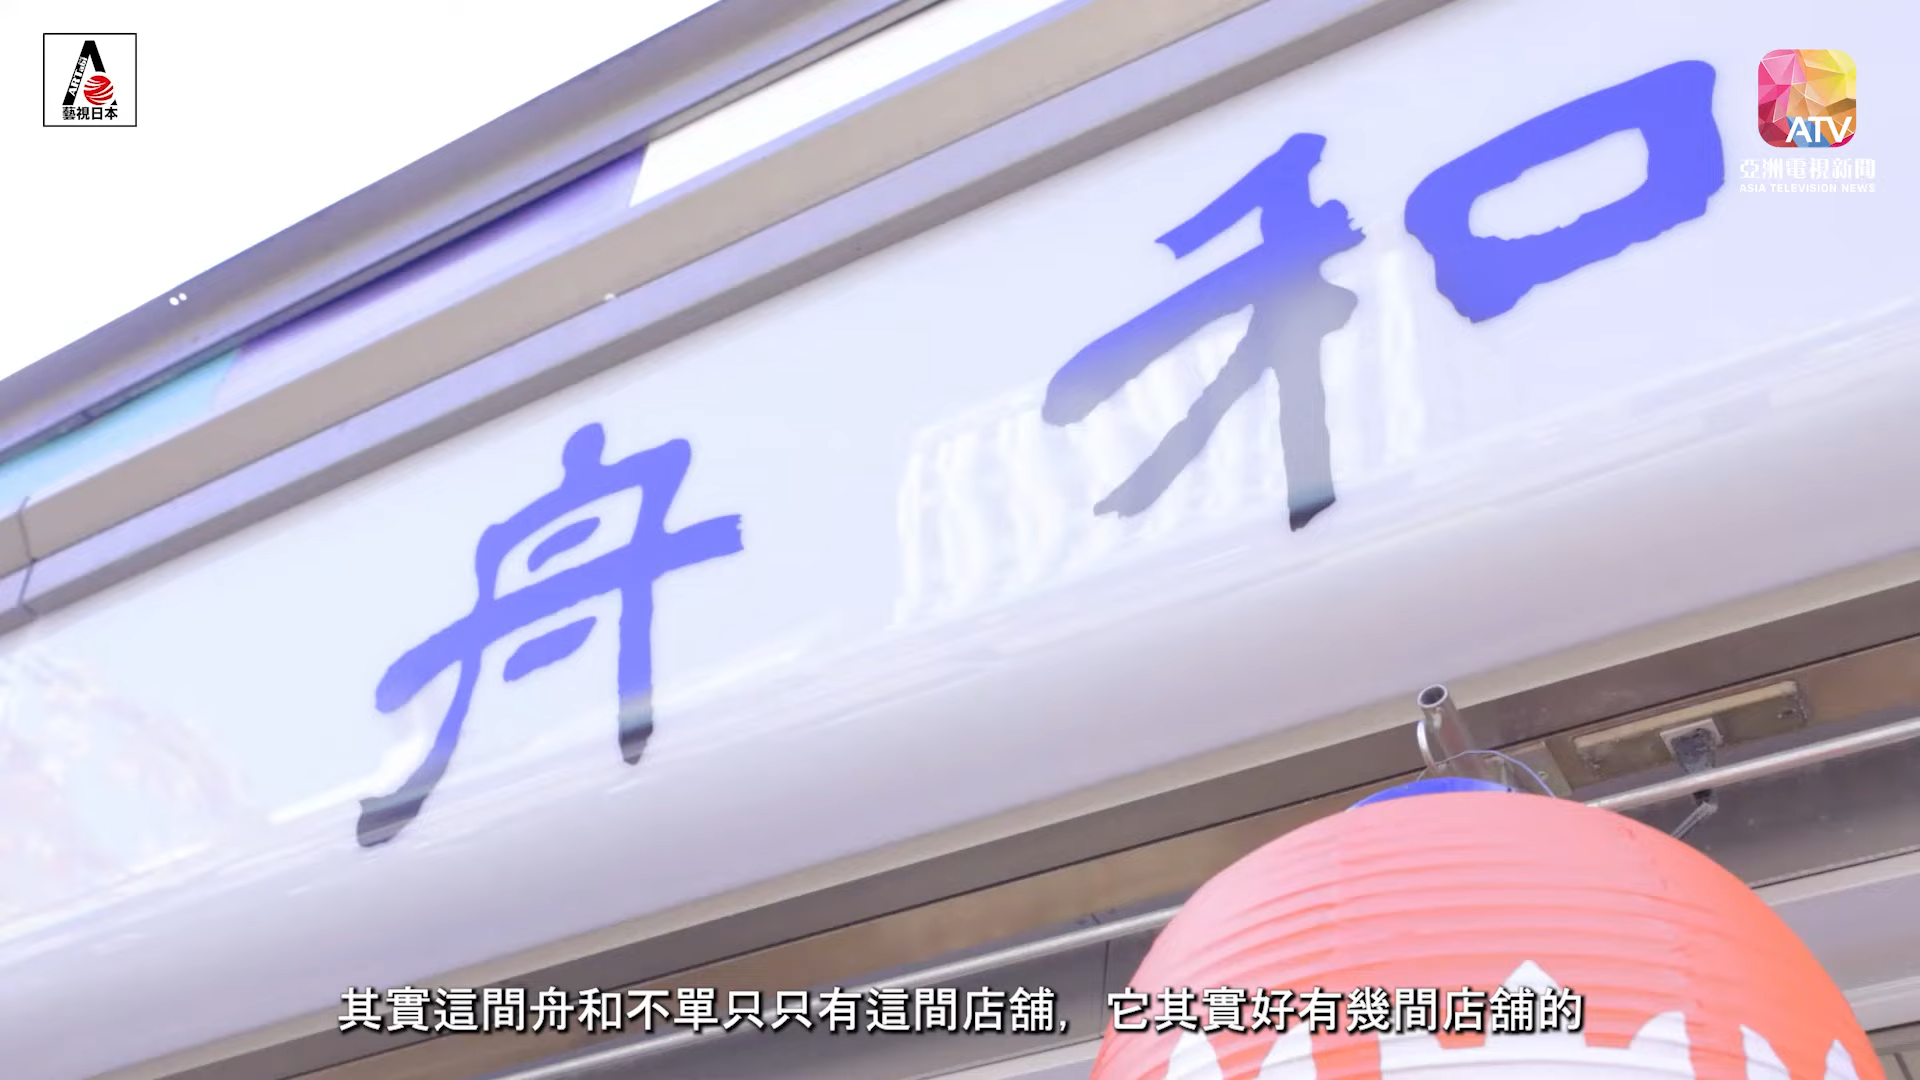 ARTabi
藝視日本
ATV
亞洲電視新聞
ASIA TELEVISION NEWS
舟和
其實這間舟和不單只只有這間店舖，它其實好有幾間店舖的